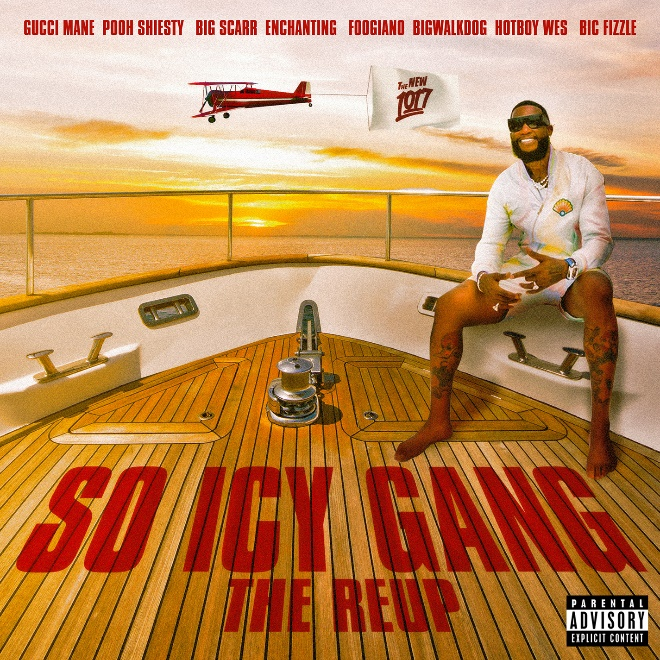 GUCCI MANE POOH SHIESTY BIG SCARR ENCHANTING FOOGIANO BIGWALKDOG HOTBOY WES BIC FIZZLE
THE NEW
1017
SO ICY GANG
THE REUP
PARENTAL
ADVISORY
EXPLICIT CONTENT